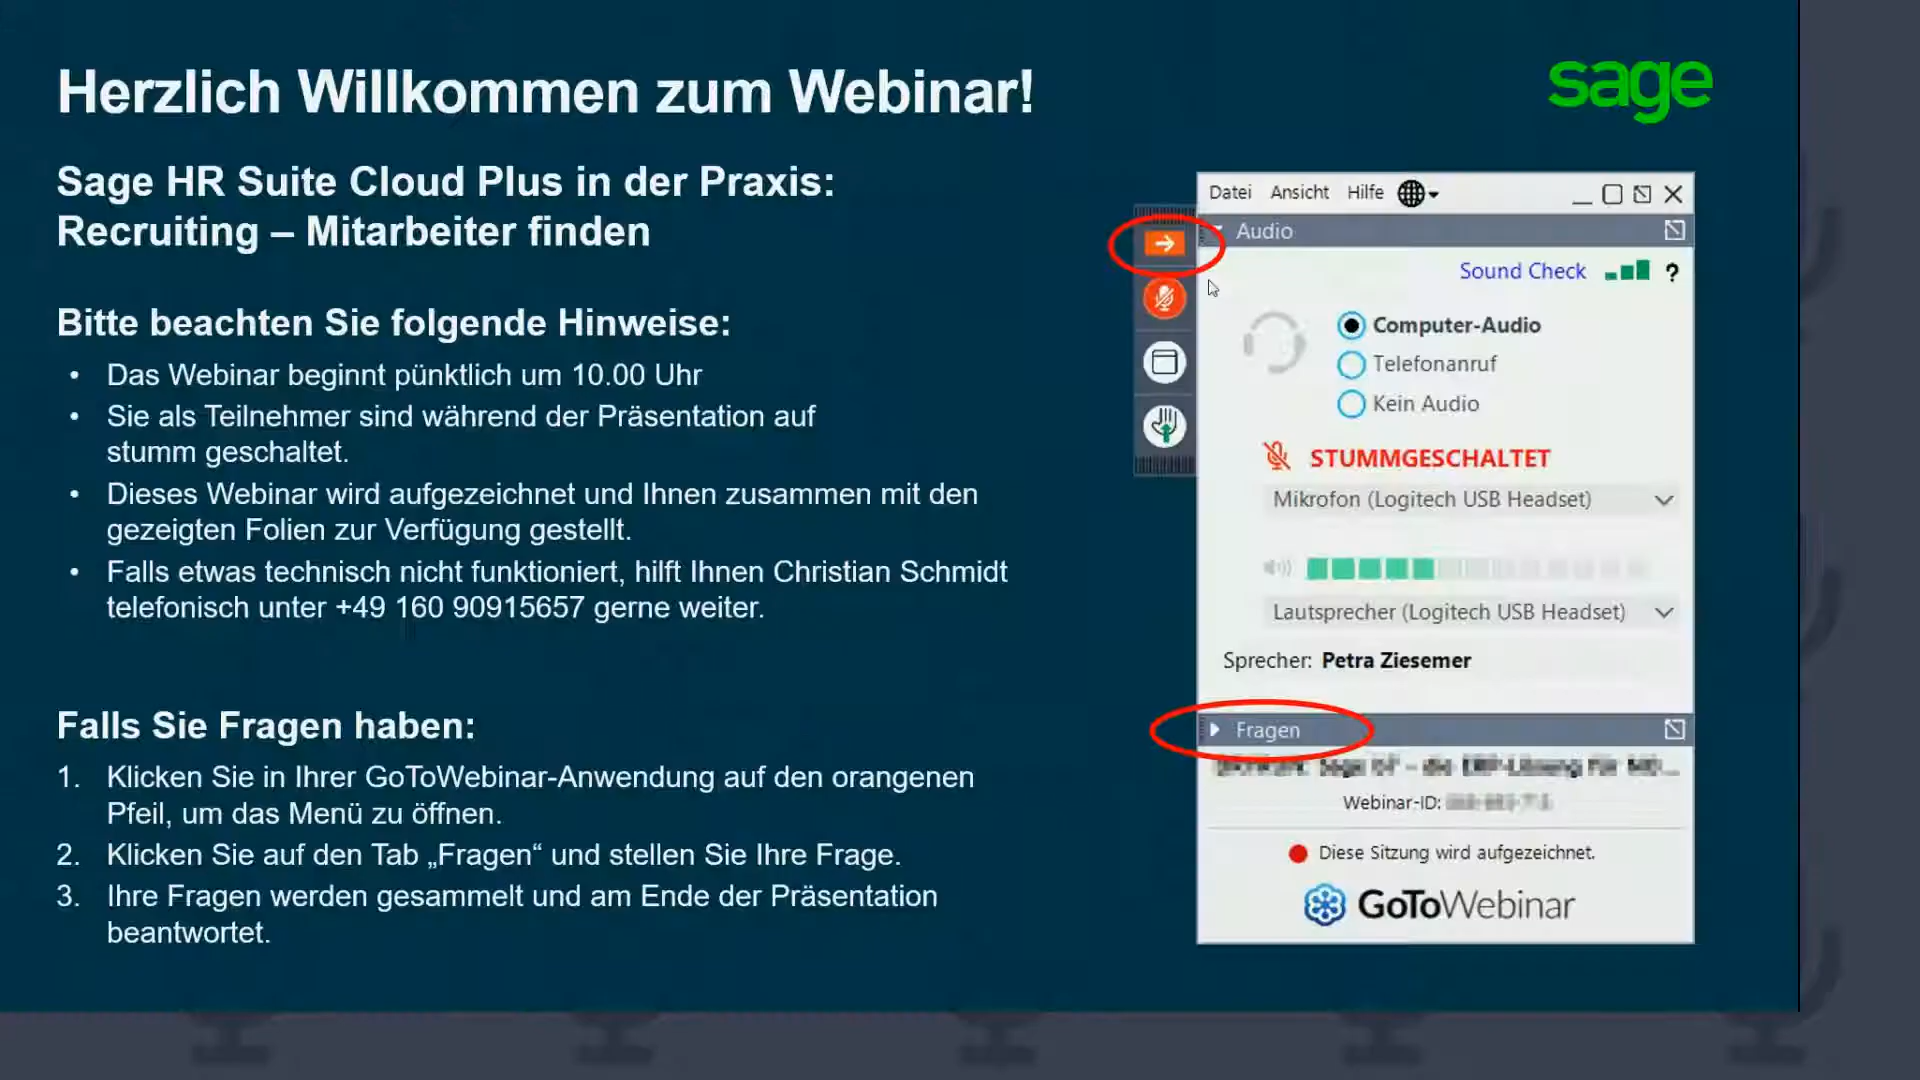 Herzlich Willkommen zum Webinar!
sage
Sage HR Suite Cloud Plus in der Praxis:
Recruiting – Mitarbeiter finden
Bitte beachten Sie folgende Hinweise:
• Das Webinar beginnt pünktlich um 10.00 Uhr
• Sie als Teilnehmer sind während der Präsentation auf
stumm geschaltet.
• Dieses Webinar wird aufgezeichnet und Ihnen zusammen mit den
gezeigten Folien zur Verfügung gestellt.
• Falls etwas technisch nicht funktioniert, hilft Ihnen Christian Schmidt
telefonisch unter +49 160 90915657 gerne weiter.
Falls Sie Fragen haben:
1. Klicken Sie in Ihrer GoToWebinar-Anwendung auf den orangenen
Pfeil, um das Menü zu öffnen.
2. Klicken Sie auf den Tab „Fragen“ und stellen Sie Ihre Frage.
3. Ihre Fragen werden gesammelt und am Ende der Präsentation
beantwortet.
Datei Ansicht Hilfe
Audio
Sound Check ?
Computer-Audio
Telefonanruf
Kein Audio
STUMMGESCHALTET
Mikrofon (Logitech USB Headset)
Lautsprecher (Logitech USB Headset)
Sprecher: Petra Ziesemer
Fragen
Webinar-ID:
Diese Sitzung wird aufgezeichnet.
GoToWebinar